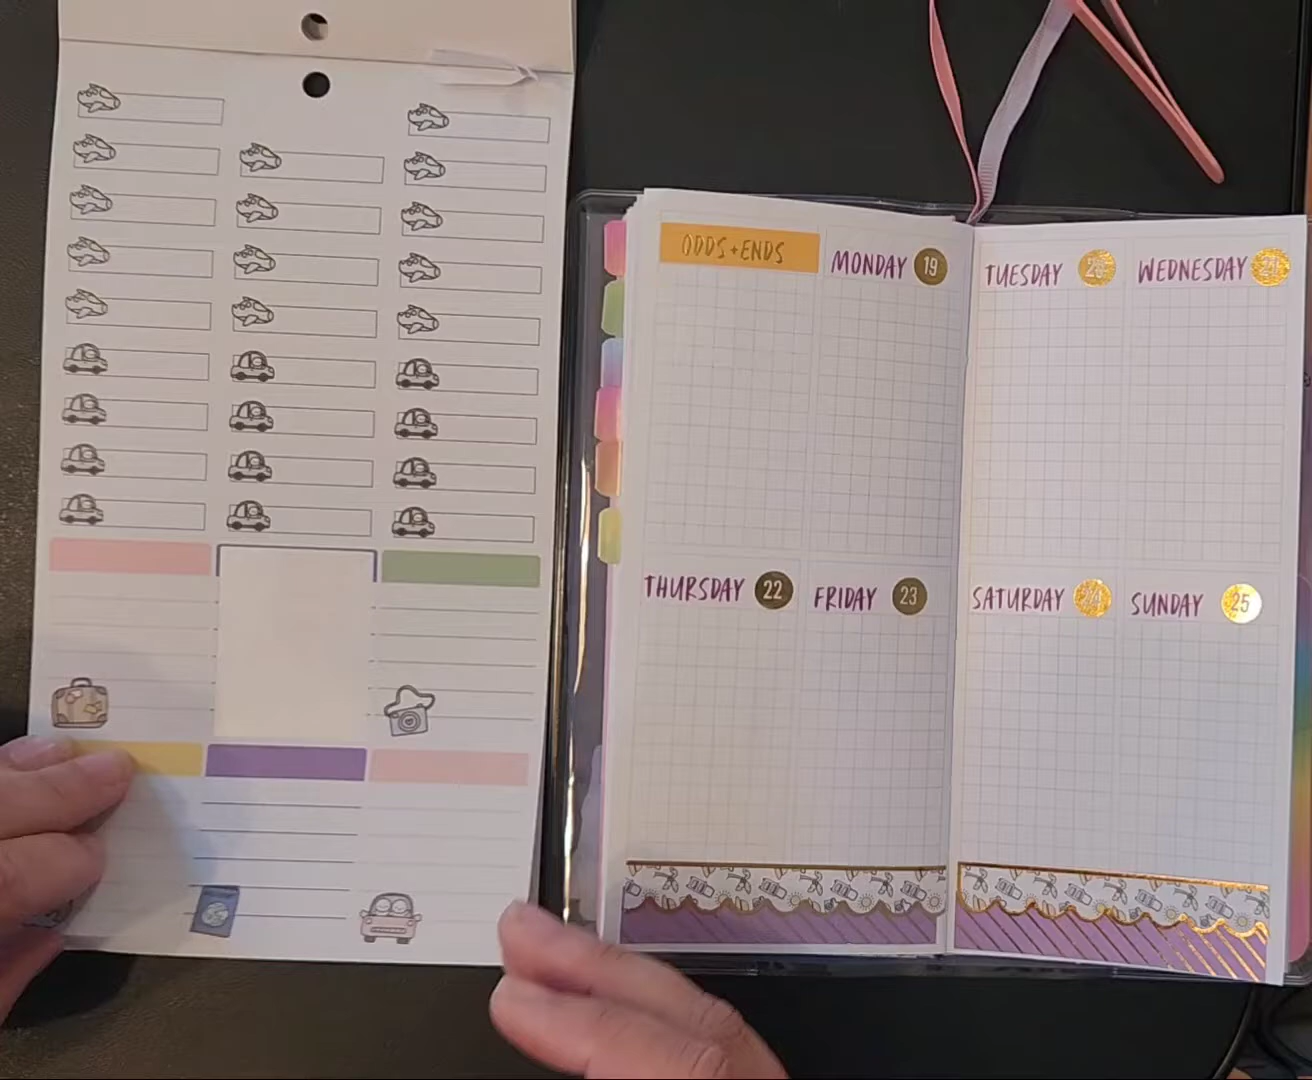 ODDS+ENDS
MONDAY 19
TUESDAY 20
WEDNESDAY 21
THURSDAY 22
FRIDAY 23
SATURDAY 24
SUNDAY 25